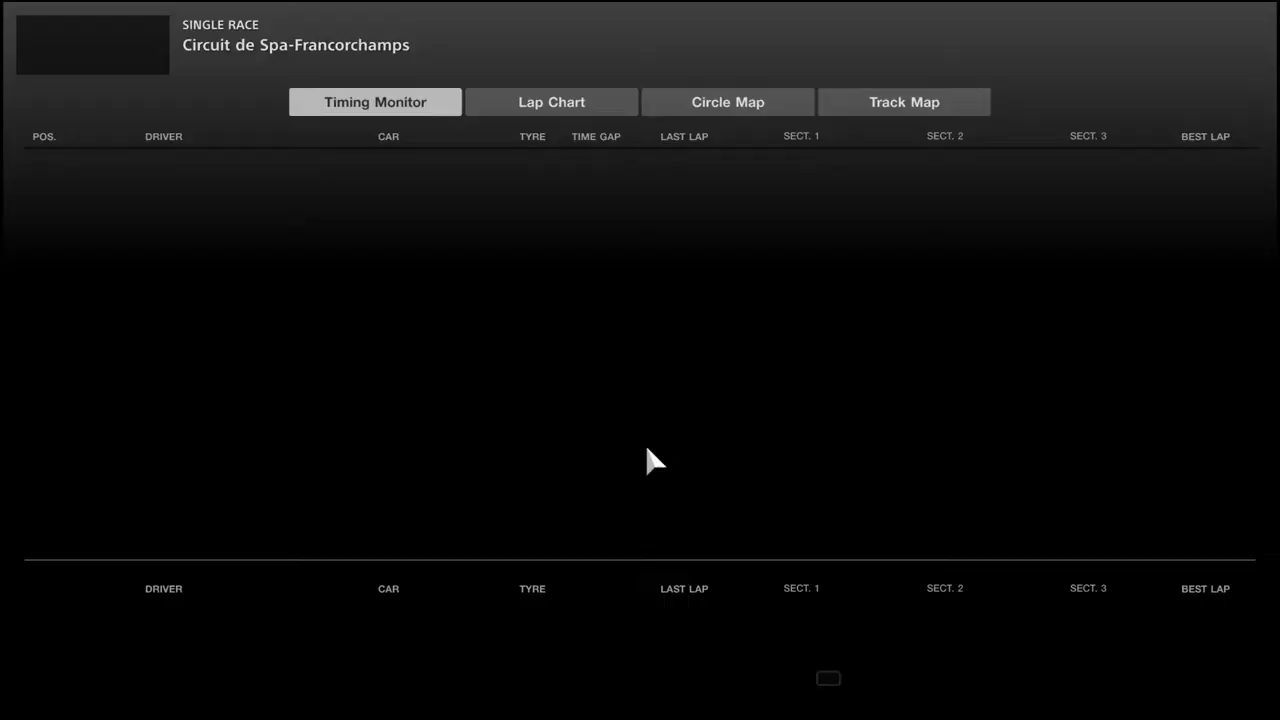 SINGLE RACE
Circuit de Spa-Francorchamps
Timing Monitor Lap Chart Circle Map Track Map
POS. DRIVER CAR TYRE TIME GAP LAST LAP SECT. 1 SECT. 2 SECT. 3 BEST LAP
DRIVER CAR TYRE LAST LAP SECT. 1 SECT. 2 SECT. 3 BEST LAP